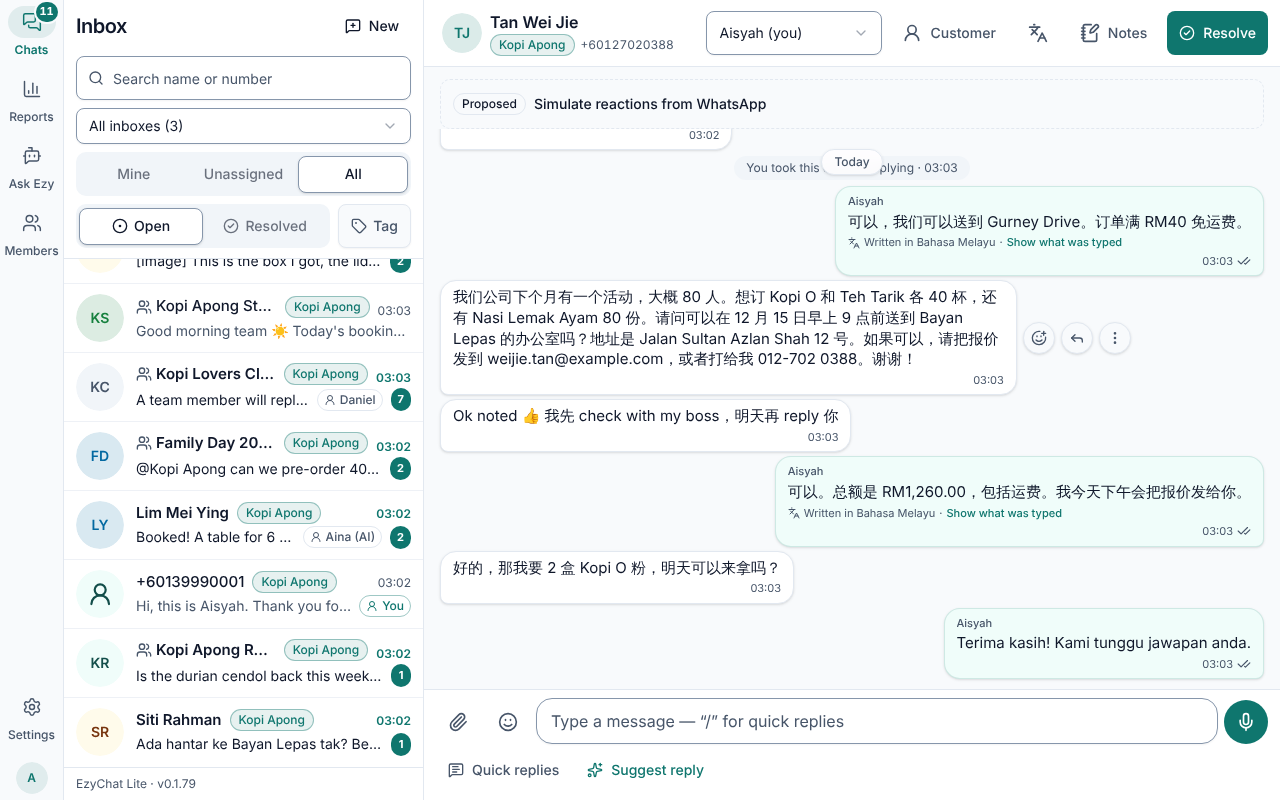 11
Chats
Reports
Ask Ezy
Members
Settings
A
Inbox
New
Search name or number
All inboxes (3)
Mine
Unassigned
All
Open
Resolved
Tag
[Image] This is the box I got, the lid...
2
KS
Kopi Apong St...
Kopi Apong
03:03
Good morning team ☀️ Today's bookin...
KC
Kopi Lovers Cl...
Kopi Apong
03:03
A team member will repl...
Daniel
7
FD
Family Day 20...
Kopi Apong
03:02
@Kopi Apong can we pre-order 40...
2
LY
Lim Mei Ying
Kopi Apong
03:02
Booked! A table for 6 ...
Aina (AI)
2
+60139990001
Kopi Apong
03:02
Hi, this is Aisyah. Thank you fo...
You
KR
Kopi Apong R...
Kopi Apong
03:02
Is the durian cendol back this week...
1
SR
Siti Rahman
Kopi Apong
03:02
Ada hantar ke Bayan Lepas tak? Be...
1
EzyChat Lite · v0.1.79
TJ
Tan Wei Jie
Kopi Apong
+60127020388
Aisyah (you)
Customer
Notes
Resolve
Proposed
Simulate reactions from WhatsApp
03:02
You took this
Today
plying · 03:03
Aisyah
可以，我们可以送到 Gurney Drive。订单满 RM40 免运费。
Written in Bahasa Melayu · Show what was typed
03:03
我们公司下个月有一个活动，大概 80 人。想订 Kopi O 和 Teh Tarik 各 40 杯，还
有 Nasi Lemak Ayam 80 份。请问可以在 12 月 15 日早上 9 点前送到 Bayan
Lepas 的办公室吗？地址是 Jalan Sultan Azlan Shah 12 号。如果可以，请把报价
发到 weijie.tan@example.com，或者打给我 012-702 0388。谢谢！
03:03
Ok noted 👍 我先 check with my boss，明天再 reply 你
03:03
Aisyah
可以。总额是 RM1,260.00，包括运费。我今天下午会把报价发给你。
Written in Bahasa Melayu · Show what was typed
03:03
好的，那我要 2 盒 Kopi O 粉，明天可以来拿吗？
03:03
Aisyah
Terima kasih! Kami tunggu jawapan anda.
03:03
Type a message — “/” for quick replies
Quick replies
Suggest reply